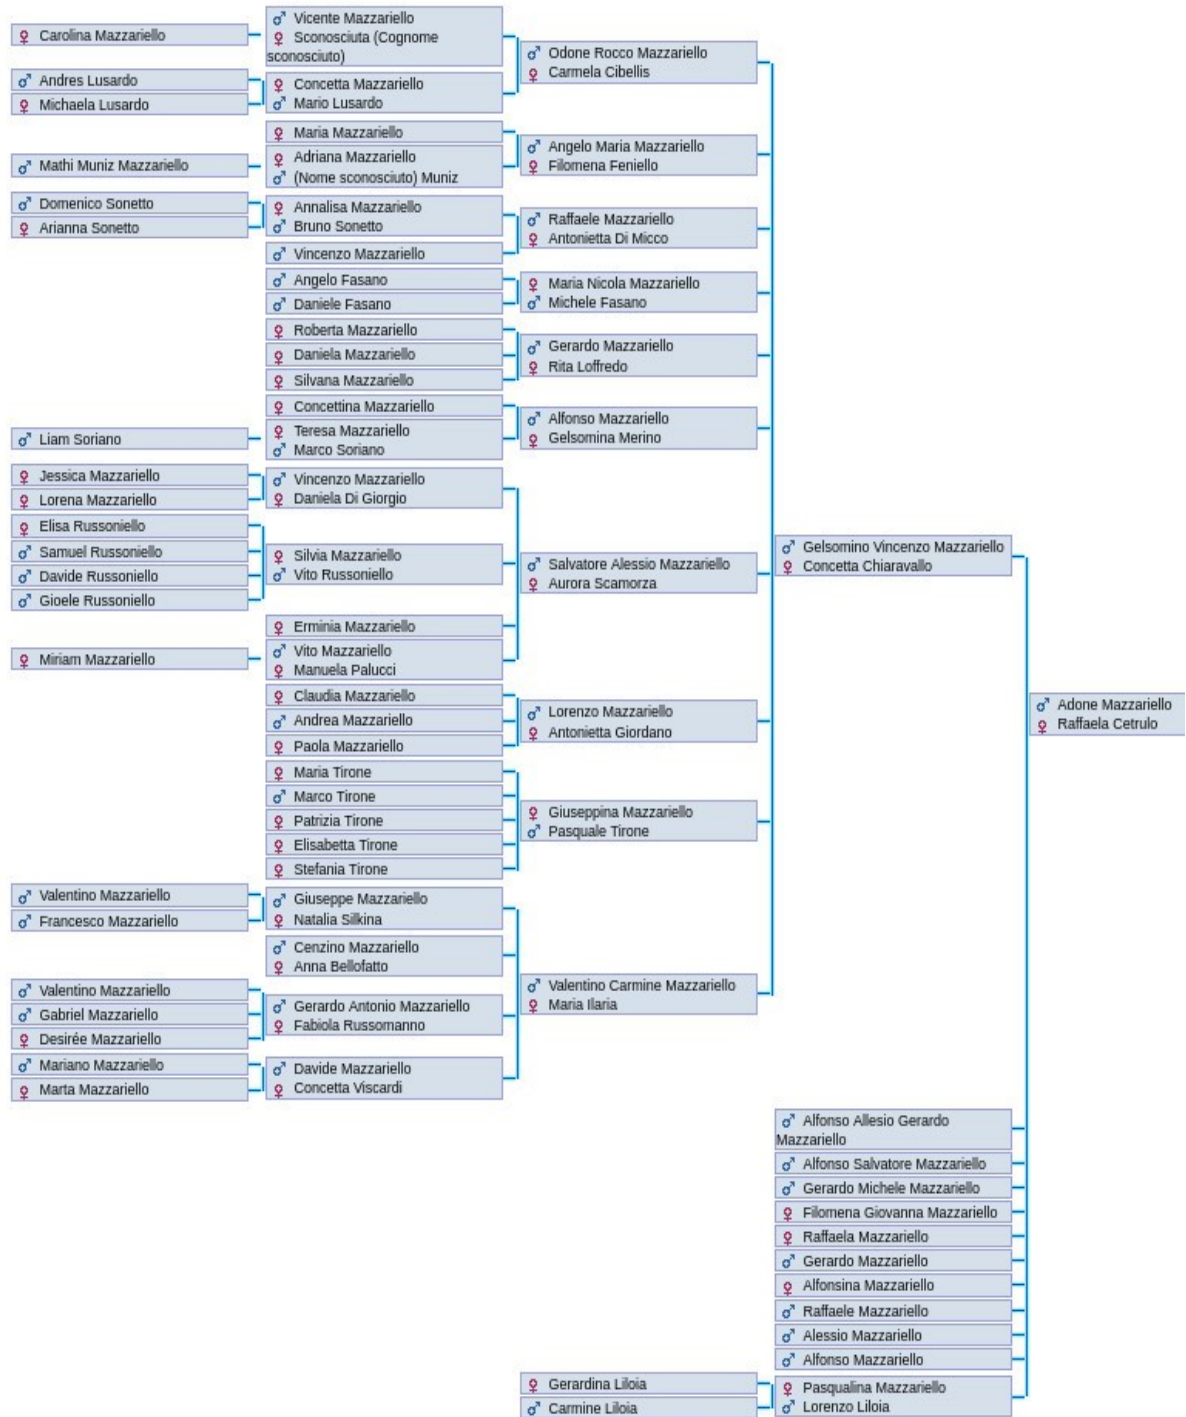 Carolina Mazzariello
Andres Lusardo
Michaela Lusardo
Mathi Muniz Mazzariello
Domenico Sonetto
Arianna Sonetto
Liam Soriano
Jessica Mazzariello
Lorena Mazzariello
Elisa Russoniello
Samuel Russoniello
Davide Russoniello
Gioele Russoniello
Miriam Mazzariello
Valentino Mazzariello
Francesco Mazzariello
Valentino Mazzariello
Gabriel Mazzariello
Desirée Mazzariello
Mariano Mazzariello
Marta Mazzariello
Vicente Mazzariello
Sconosciuta (Cognome
sconosciuto)
Concetta Mazzariello
Mario Lusardo
Maria Mazzariello
Adriana Mazzariello
(Nome sconosciuto) Muniz
Annalisa Mazzariello
Bruno Sonetto
Vincenzo Mazzariello
Angelo Fasano
Daniele Fasano
Roberta Mazzariello
Daniela Mazzariello
Silvana Mazzariello
Concettina Mazzariello
Teresa Mazzariello
Marco Soriano
Vincenzo Mazzariello
Daniela Di Giorgio
Silvia Mazzariello
Vito Russoniello
Erminia Mazzariello
Vito Mazzariello
Manuela Palucci
Claudia Mazzariello
Andrea Mazzariello
Paola Mazzariello
Maria Tirone
Marco Tirone
Patrizia Tirone
Elisabetta Tirone
Stefania Tirone
Giuseppe Mazzariello
Natalia Silkina
Cenzino Mazzariello
Anna Bellofatto
Gerardo Antonio Mazzariello
Fabiola Russomanno
Davide Mazzariello
Concetta Viscardi
Odone Rocco Mazzariello
Carmela Cibellis
Angelo Maria Mazzariello
Filomena Feniello
Raffaele Mazzariello
Antonietta Di Micco
Maria Nicola Mazzariello
Michele Fasano
Gerardo Mazzariello
Rita Loffredo
Alfonso Mazzariello
Gelsomina Merino
Salvatore Alessio Mazzariello
Aurora Scamorza
Lorenzo Mazzariello
Antonietta Giordano
Giuseppina Mazzariello
Pasquale Tirone
Valentino Carmine Mazzariello
Maria Ilaria
Gerardina Liloia
Carmine Liloia
Gelsomino Vincenzo Mazzariello
Concetta Chiaravallo
Alfonso Allesio Gerardo
Mazzariello
Alfonso Salvatore Mazzariello
Gerardo Michele Mazzariello
Filomena Giovanna Mazzariello
Raffaela Mazzariello
Gerardo Mazzariello
Alfonsina Mazzariello
Raffaele Mazzariello
Alessio Mazzariello
Alfonso Mazzariello
Pasqualina Mazzariello
Lorenzo Liloia
Adone Mazzariello
Raffaela Cetrulo